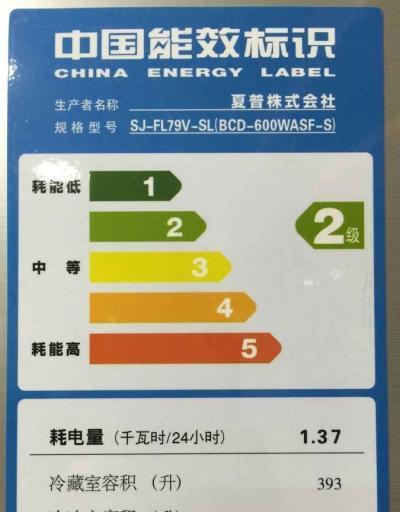 中国能效标识
CHINA ENERGY LABEL
生产者名称 夏普株式会社
规格型号 SJ-FL79V-SL(BCD-600WASF-S)
耗能低 1
2
2级
中等 3
4
耗能高 5
耗电量（千瓦时/24小时） 1.37
冷藏室容积（升） 393